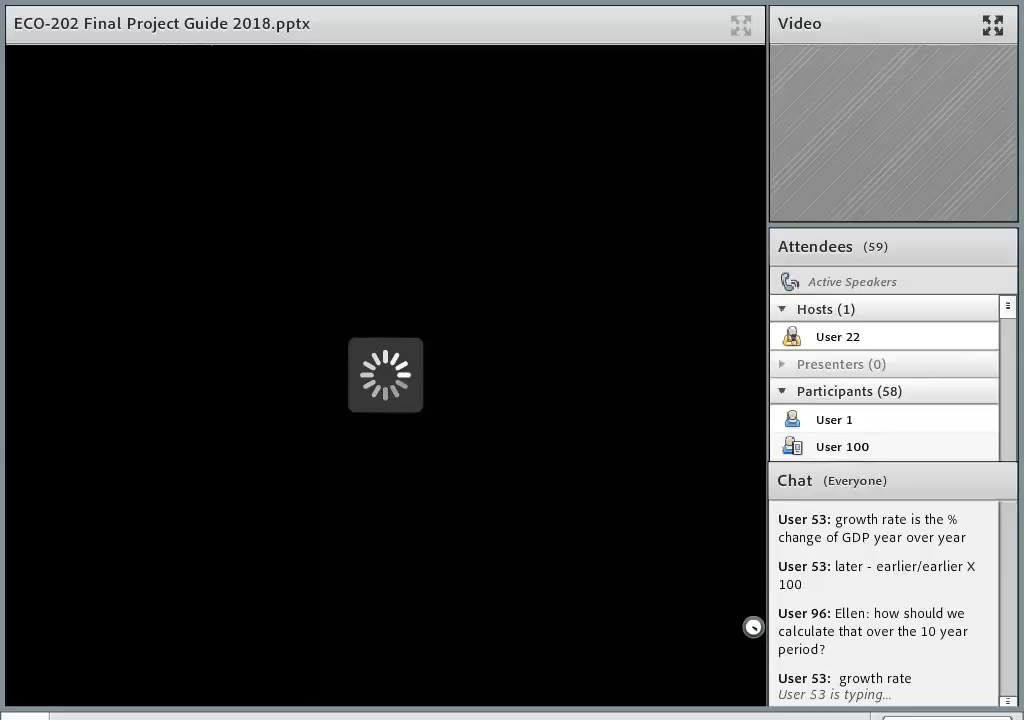 ECO-202 Final Project Guide 2018.pptx
Video
Attendees (59)
Active Speakers
Hosts (1)
User 22
Presenters (0)
Participants (58)
User 1
User 100
Chat (Everyone)
User 53: growth rate is the %
change of GDP year over year
User 53: later - earlier/earlier X
100
User 96: Ellen: how should we
calculate that over the 10 year
period?
User 53: growth rate
User 53 is typing...